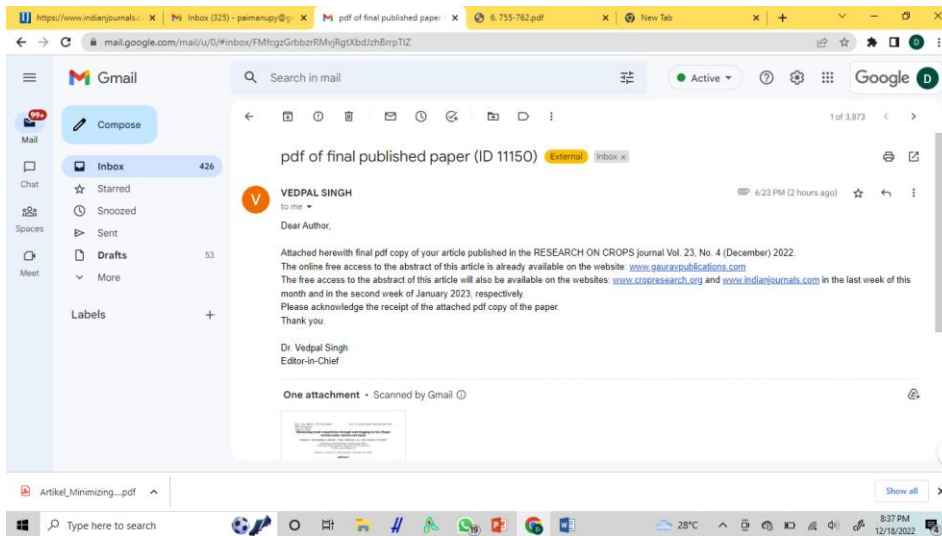 https://www.indianjournals.c
Inbox (325) - paimanupy@g
pdf of final published paper (
6. 755-762.pdf
New Tab
mail.google.com/mail/u/0/#inbox/FMfcgzGrbbzrRMVjRgtXbdJzhBrrpTlZ
Gmail
Search in mail
Active
Google
D
99+
Mail
Compose
1 of 3,873
Inbox 426
pdf of final published paper (ID 11150) External Inbox x
Chat
Starred
V
VEDPAL SINGH
6:23 PM (2 hours ago)
to me
Snoozed
Spaces
Sent
Dear Author,
Drafts 53
Meet
More
Attached herewith final pdf copy of your article published in the RESEARCH ON CROPS journal Vol. 23, No. 4 (December) 2022.
The online free access to the abstract of this article is already available on the website: www.gauravpublications.com
The free access to the abstract of this article will also be available on the websites: www.cropresearch.org and www.indianjournals.com in the last week of this
month and in the second week of January 2023, respectively.
Labels +
Please acknowledge the receipt of the attached pdf copy of the paper.
Thank you.
Dr. Vedpal Singh
Editor-in-Chief
One attachment • Scanned by Gmail
Artikel_Minimizing....pdf
Show all
Type here to search
19
28°C
8:37 PM
12/18/2022
4